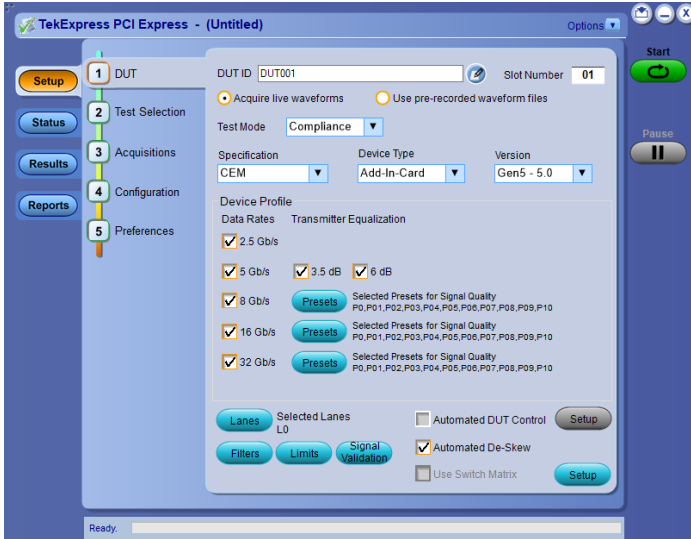 TekExpress PCI Express - (Untitled)
Options
Start
Setup
Status
Results
Reports
Pause
1 DUT
2 Test Selection
3 Acquisitions
4 Configuration
5 Preferences
DUT ID DUT001 Slot Number 01
Acquire live waveforms Use pre-recorded waveform files
Test Mode Compliance
Specification Device Type Version
CEM Add-In-Card Gen5 - 5.0
Device Profile
Data Rates Transmitter Equalization
2.5 Gb/s
5 Gb/s 3.5 dB 6 dB
8 Gb/s Presets Selected Presets for Signal Quality
P0,P01,P02,P03,P04,P05,P06,P07,P08,P09,P10
16 Gb/s Presets Selected Presets for Signal Quality
P0,P01,P02,P03,P04,P05,P06,P07,P08,P09,P10
32 Gb/s Presets Selected Presets for Signal Quality
P0,P01,P02,P03,P04,P05,P06,P07,P08,P09,P10
Lanes Selected Lanes
L0
Automated DUT Control Setup
Filters Limits Signal Validation
Automated De-Skew
Use Switch Matrix Setup
Ready.